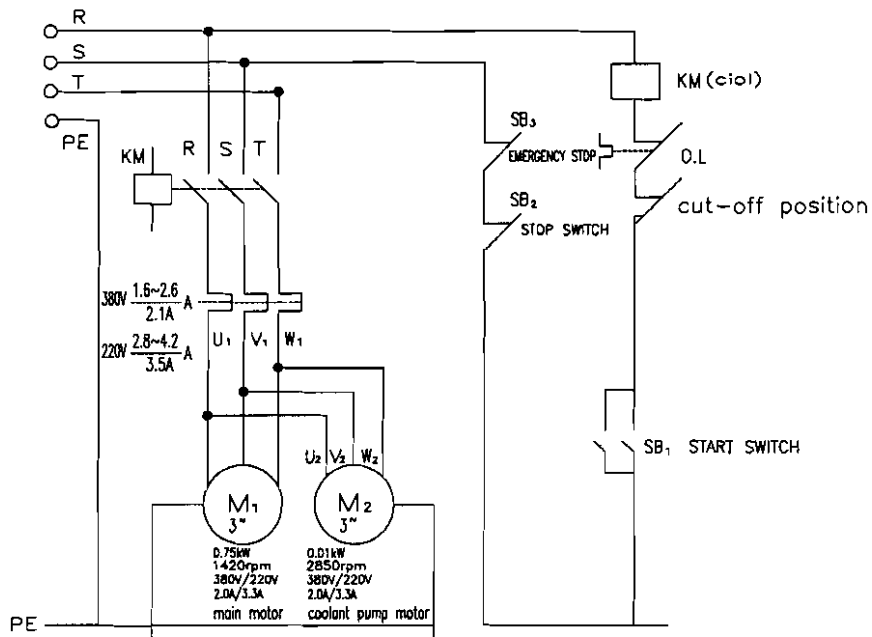 R
S
T
PE
KM
R S T
380V 1.6~2.6 A
2.1A
220V 2.8~4.2 A
3.5A
U1 V1 W1
U2 V2 W2
M1
3~
M2
3~
0.75kW
1420rpm
380V/220V
2.0A/3.3A
main motor
0.01kW
2850rpm
380V/220V
2.0A/3.3A
coolant pump motor
PE
SB3
EMERGENCY STOP
SB2
STOP SWITCH
KM (ciol)
O.L
cut-off position
SB1 START SWITCH